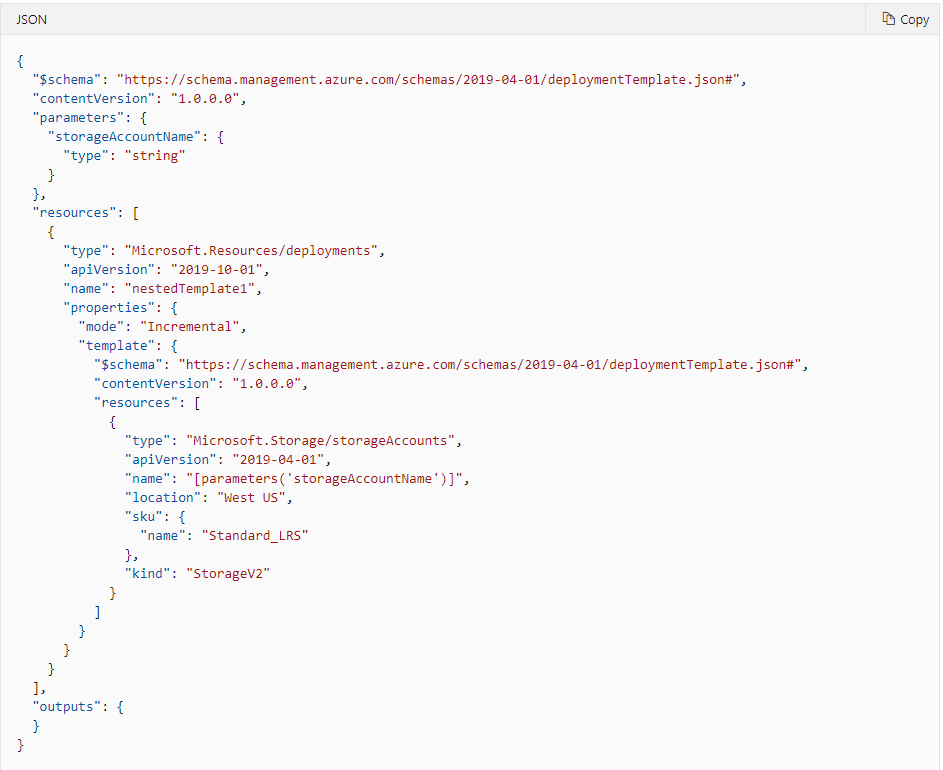 JSON
Copy
{
  "$schema": "https://schema.management.azure.com/schemas/2019-04-01/deploymentTemplate.json#",
  "contentVersion": "1.0.0.0",
  "parameters": {
    "storageAccountName": {
      "type": "string"
    }
  },
  "resources": [
    {
      "type": "Microsoft.Resources/deployments",
      "apiVersion": "2019-10-01",
      "name": "nestedTemplate1",
      "properties": {
        "mode": "Incremental",
        "template": {
          "$schema": "https://schema.management.azure.com/schemas/2019-04-01/deploymentTemplate.json#",
          "contentVersion": "1.0.0.0",
          "resources": [
            {
              "type": "Microsoft.Storage/storageAccounts",
              "apiVersion": "2019-04-01",
              "name": "[parameters('storageAccountName')]",
              "location": "West US",
              "sku": {
                "name": "Standard_LRS"
              },
              "kind": "StorageV2"
            }
          ]
        }
      }
    }
  ],
  "outputs": {
  }
}